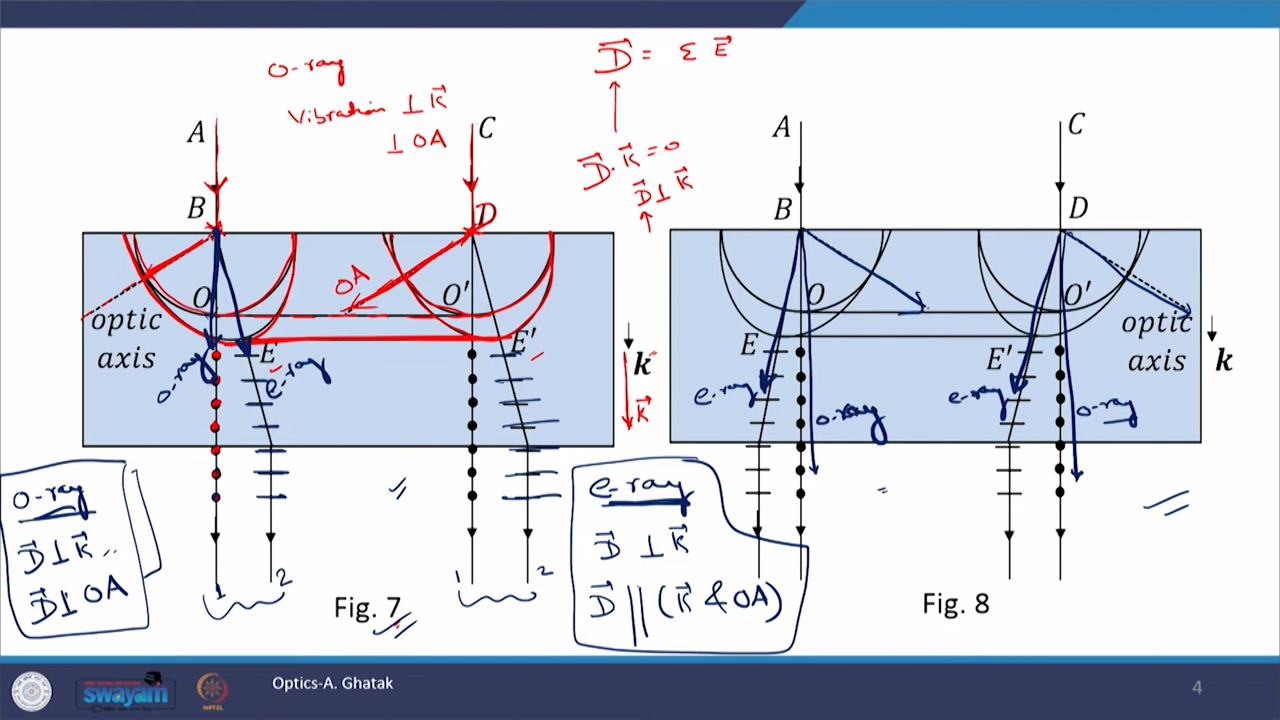 o-ray
Vibration ⊥ k⃗
⊥ OA
D⃗ = Ɛ E⃗
D⃗ . k⃗ = 0
D⃗ ⊥ k⃗
A
C
B
D
OA
O
O'
optic
axis
E
E'
o-ray
e-ray
k
k⃗
1
2
1
2
Fig. 7
A
C
B
D
O
O'
optic
axis
E
E'
k
e-ray
o-ray
e-ray
o-ray
Fig. 8
o-ray
D⃗ ⊥ k⃗ ..
D⃗ ⊥ OA
e-ray
D⃗ ⊥ k⃗
D⃗ || (k⃗ & OA)
swayam
NPTEL
Optics-A. Ghatak
4